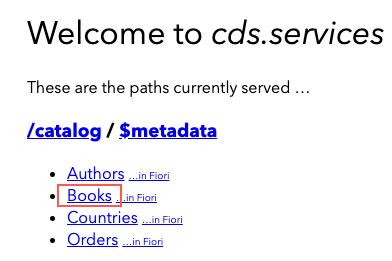 Welcome to cds.services
These are the paths currently served …
/catalog / $metadata
• Authors ...in Fiori
• Books ...in Fiori
• Countries ...in Fiori
• Orders ...in Fiori